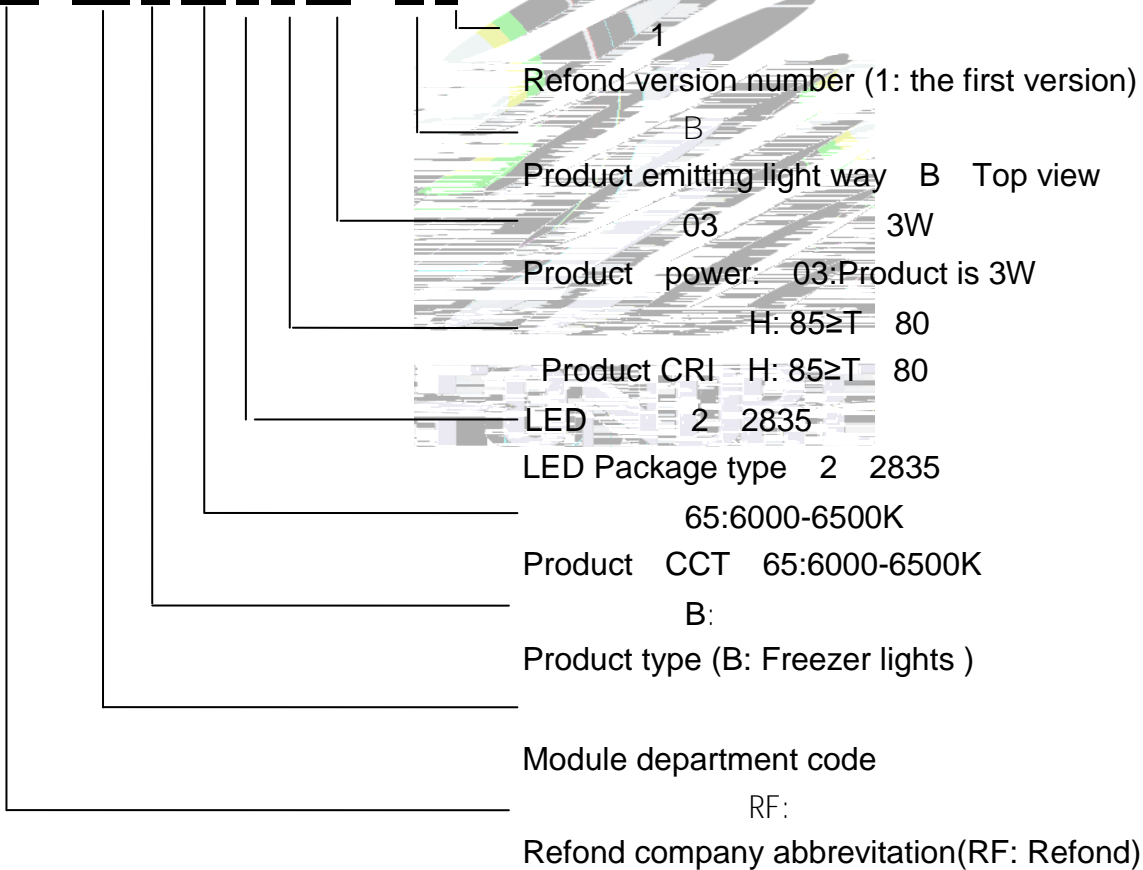 1
Refond version number (1: the first version)
B
Product emitting light way B Top view
03 3W
Product power: 03:Product is 3W
H: 85≥T 80
Product CRI H: 85≥T 80
LED 2 2835
LED Package type 2 2835
65:6000-6500K
Product CCT 65:6000-6500K
B:
Product type (B: Freezer lights )
Module department code
RF:
Refond company abbrevitation(RF: Refond)